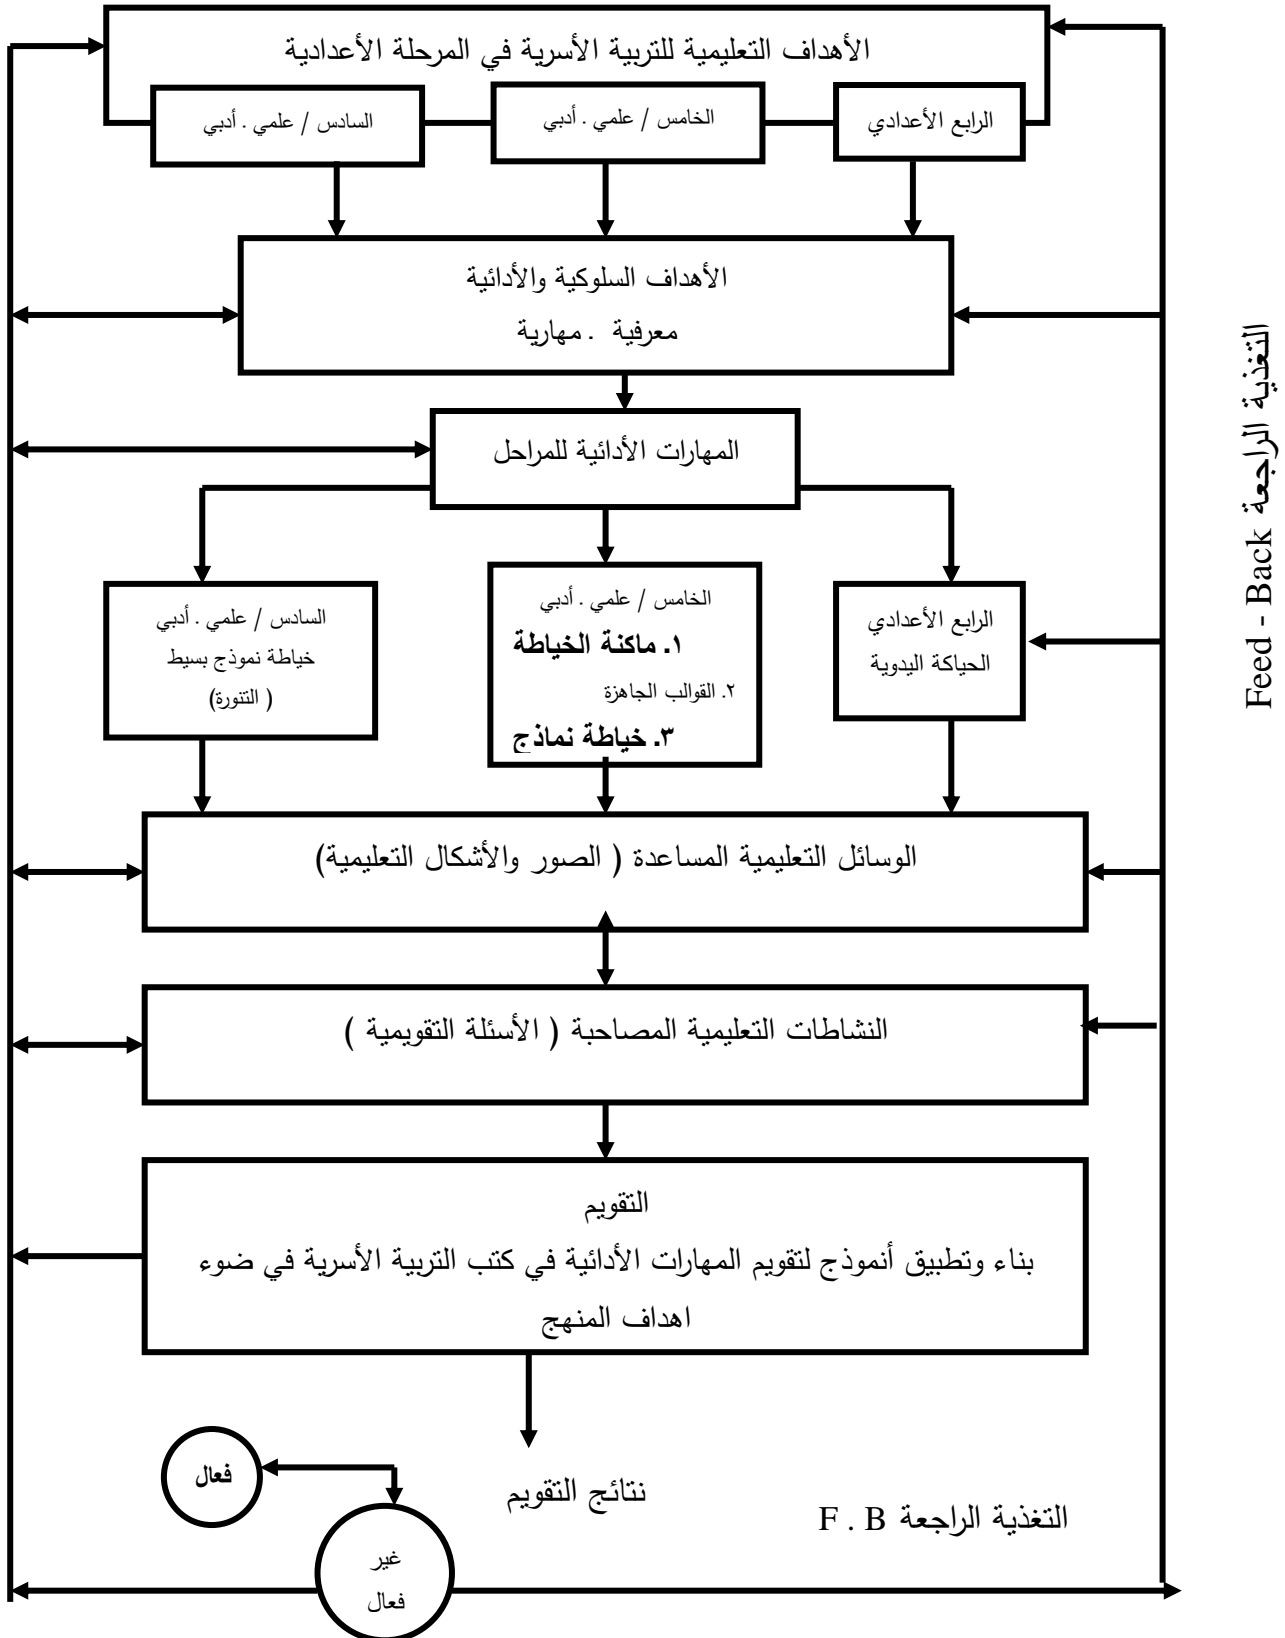 الأهداف التعليمية للتربية الأسرية في المرحلة الأعدادية
الرابع الأعدادي
الخامس / علمي . أدبي
السادس / علمي . أدبي
الأهداف السلوكية والأدائية
معرفية . مهارية
المهارات الأدائية للمراحل
الرابع الأعدادي
الحياكة اليدوية
الخامس / علمي . أدبي
١. ماكنة الخياطة
٢. القوالب الجاهزة
٣. خياطة نماذج
السادس / علمي . أدبي
خياطة نموذج بسيط
( التنورة)
الوسائل التعليمية المساعدة ( الصور والأشكال التعليمية)
النشاطات التعليمية المصاحبة ( الأسئلة التقويمية )
التقويم
بناء وتطبيق أنموذج لتقويم المهارات الأدائية في كتب التربية الأسرية في ضوء
اهداف المنهج
نتائج التقويم
فعال
غير
فعال
التغذية الراجعة F . B
التغذية الراجعة Feed - Back